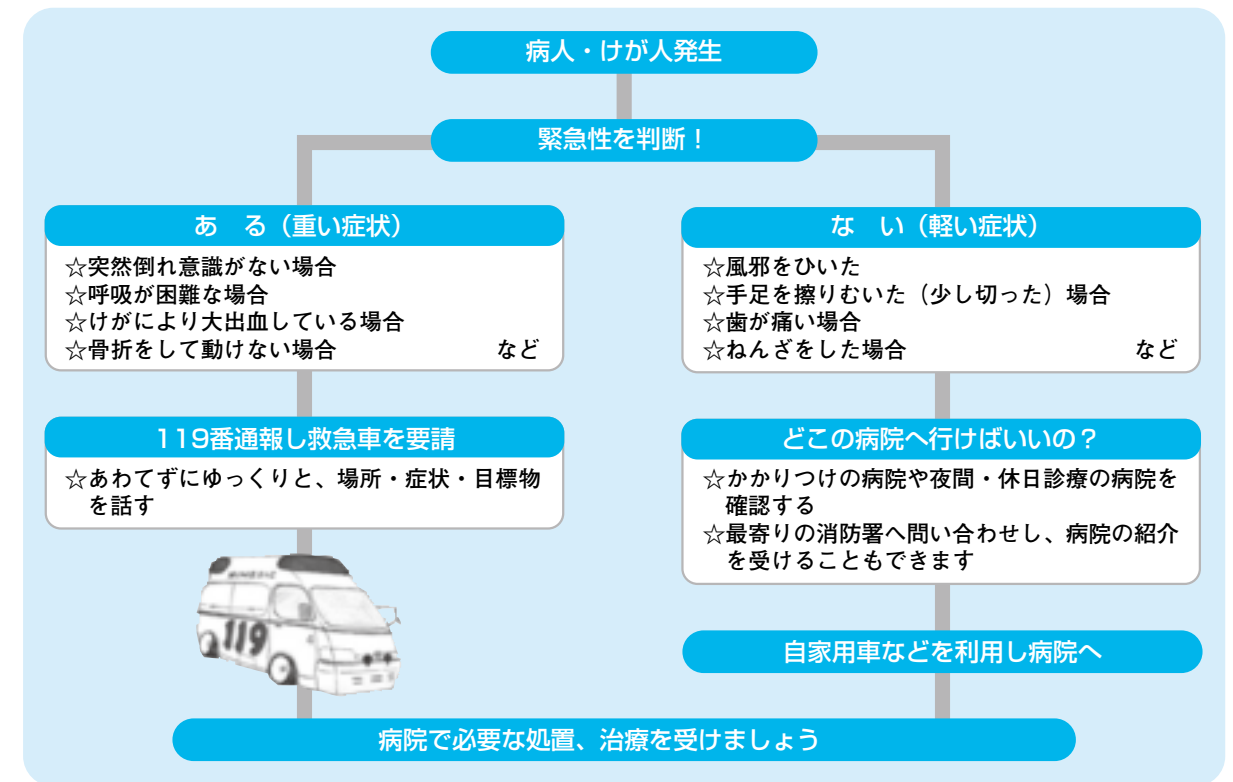 病人・けが人発生
緊急性を判断！
あ　る（重い症状）
☆突然倒れ意識がない場合
☆呼吸が困難な場合
☆けがにより大出血している場合
☆骨折をして動けない場合　など
119番通報し救急車を要請
☆あわてずにゆっくりと、場所・症状・目標物
を話す
119
な　い（軽い症状）
☆風邪をひいた
☆手足を擦りむいた（少し切った）場合
☆歯が痛い場合
☆ねんざをした場合　など
どこの病院へ行けばいいの？
☆かかりつけの病院や夜間・休日診療の病院を
確認する
☆最寄りの消防署へ問い合わせし、病院の紹介
を受けることもできます
自家用車などを利用し病院へ
病院で必要な処置、治療を受けましょう